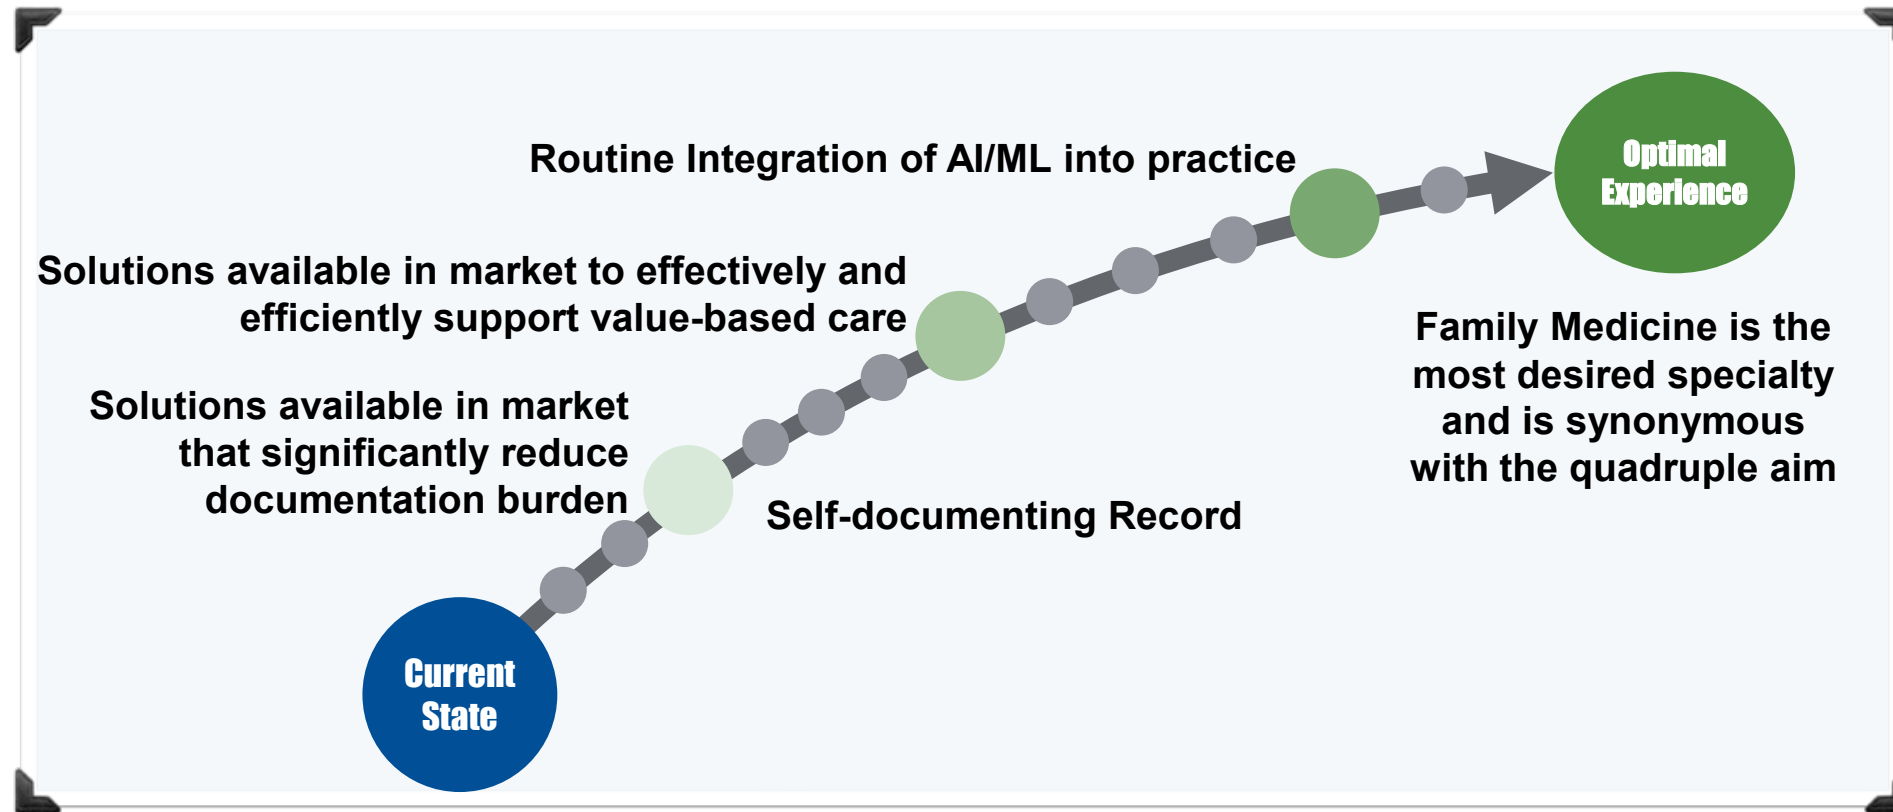 Routine Integration of AI/ML into practice
Optimal
Experience
Solutions available in market to effectively and
efficiently support value-based care
Family Medicine is the
most desired specialty
and is synonymous
with the quadruple aim
Solutions available in market
that significantly reduce
documentation burden
Self-documenting Record
Current
State